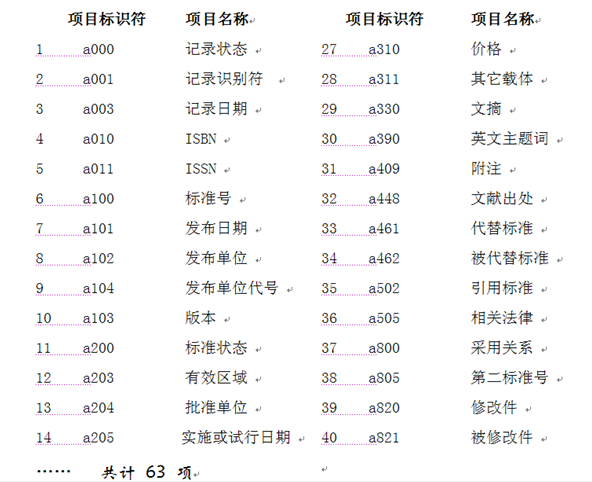 项目标识符 项目名称 项目标识符 项目名称
1 a000 记录状态 27 a310 价格
2 a001 记录识别符 28 a311 其它载体
3 a003 记录日期 29 a330 文摘
4 a010 ISBN 30 a390 英文主题词
5 a011 ISSN 31 a409 附注
6 a100 标准号 32 a448 文献出处
7 a101 发布日期 33 a461 代替标准
8 a102 发布单位 34 a462 被代替标准
9 a104 发布单位代号 35 a502 引用标准
10 a103 版本 36 a505 相关法律
11 a200 标准状态 37 a800 采用关系
12 a203 有效区域 38 a805 第二标准号
13 a204 批准单位 39 a820 修改件
14 a205 实施或试行日期 40 a821 被修改件
…… 共计 63 项